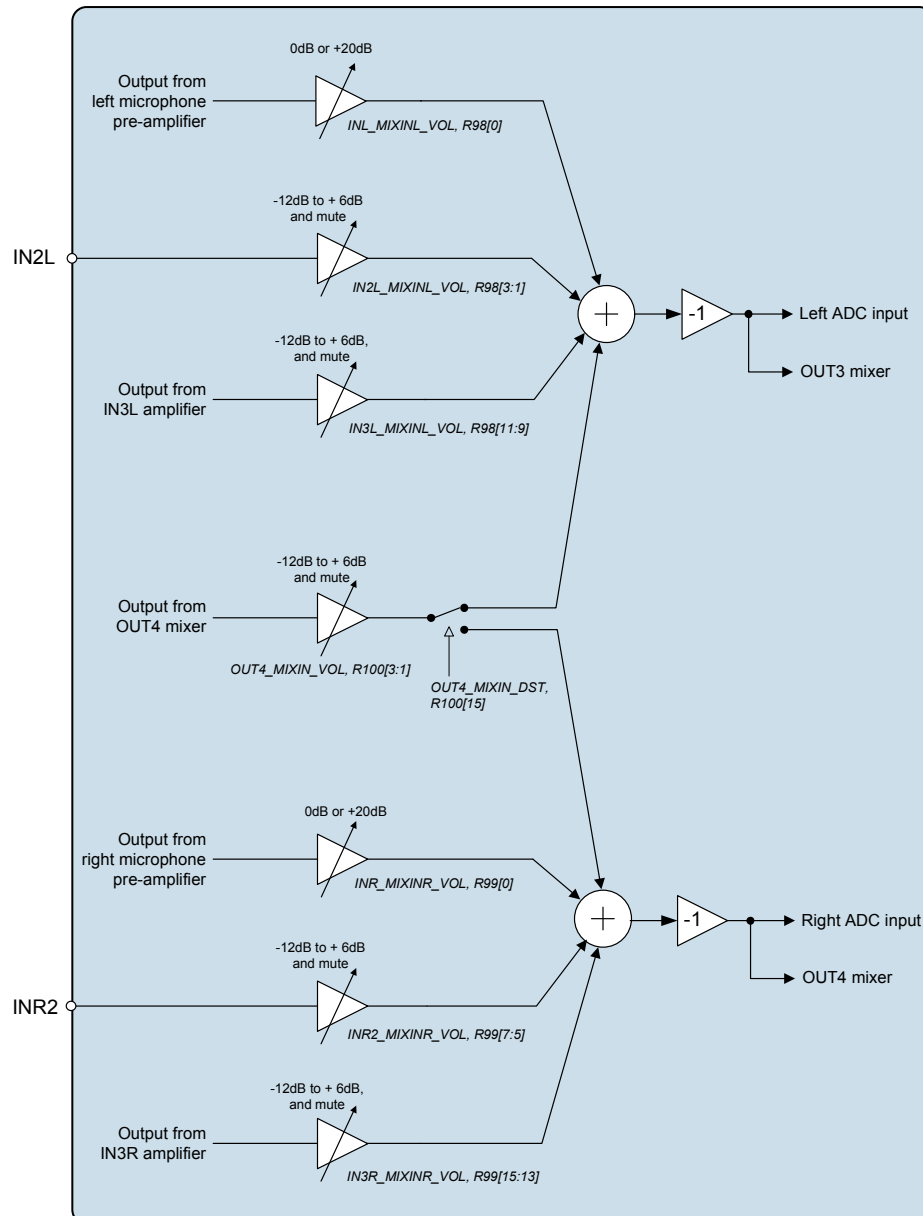 0dB or +20dB
Output from
left microphone
pre-amplifier
INL_MIXINL_VOL, R98[0]
-12dB to + 6dB
and mute
IN2L
IN2L_MIXINL_VOL, R98[3:1]
+
-1
Left ADC input
OUT3 mixer
-12dB to + 6dB,
and mute
Output from
IN3L amplifier
IN3L_MIXINL_VOL, R98[11:9]
-12dB to + 6dB
and mute
Output from
OUT4 mixer
OUT4_MIXIN_VOL, R100[3:1]
OUT4_MIXIN_DST,
R100[15]
0dB or +20dB
Output from
right microphone
pre-amplifier
INR_MIXINR_VOL, R99[0]
+
-1
Right ADC input
OUT4 mixer
-12dB to + 6dB
and mute
INR2
INR2_MIXINR_VOL, R99[7:5]
-12dB to + 6dB,
and mute
Output from
IN3R amplifier
IN3R_MIXINR_VOL, R99[15:13]